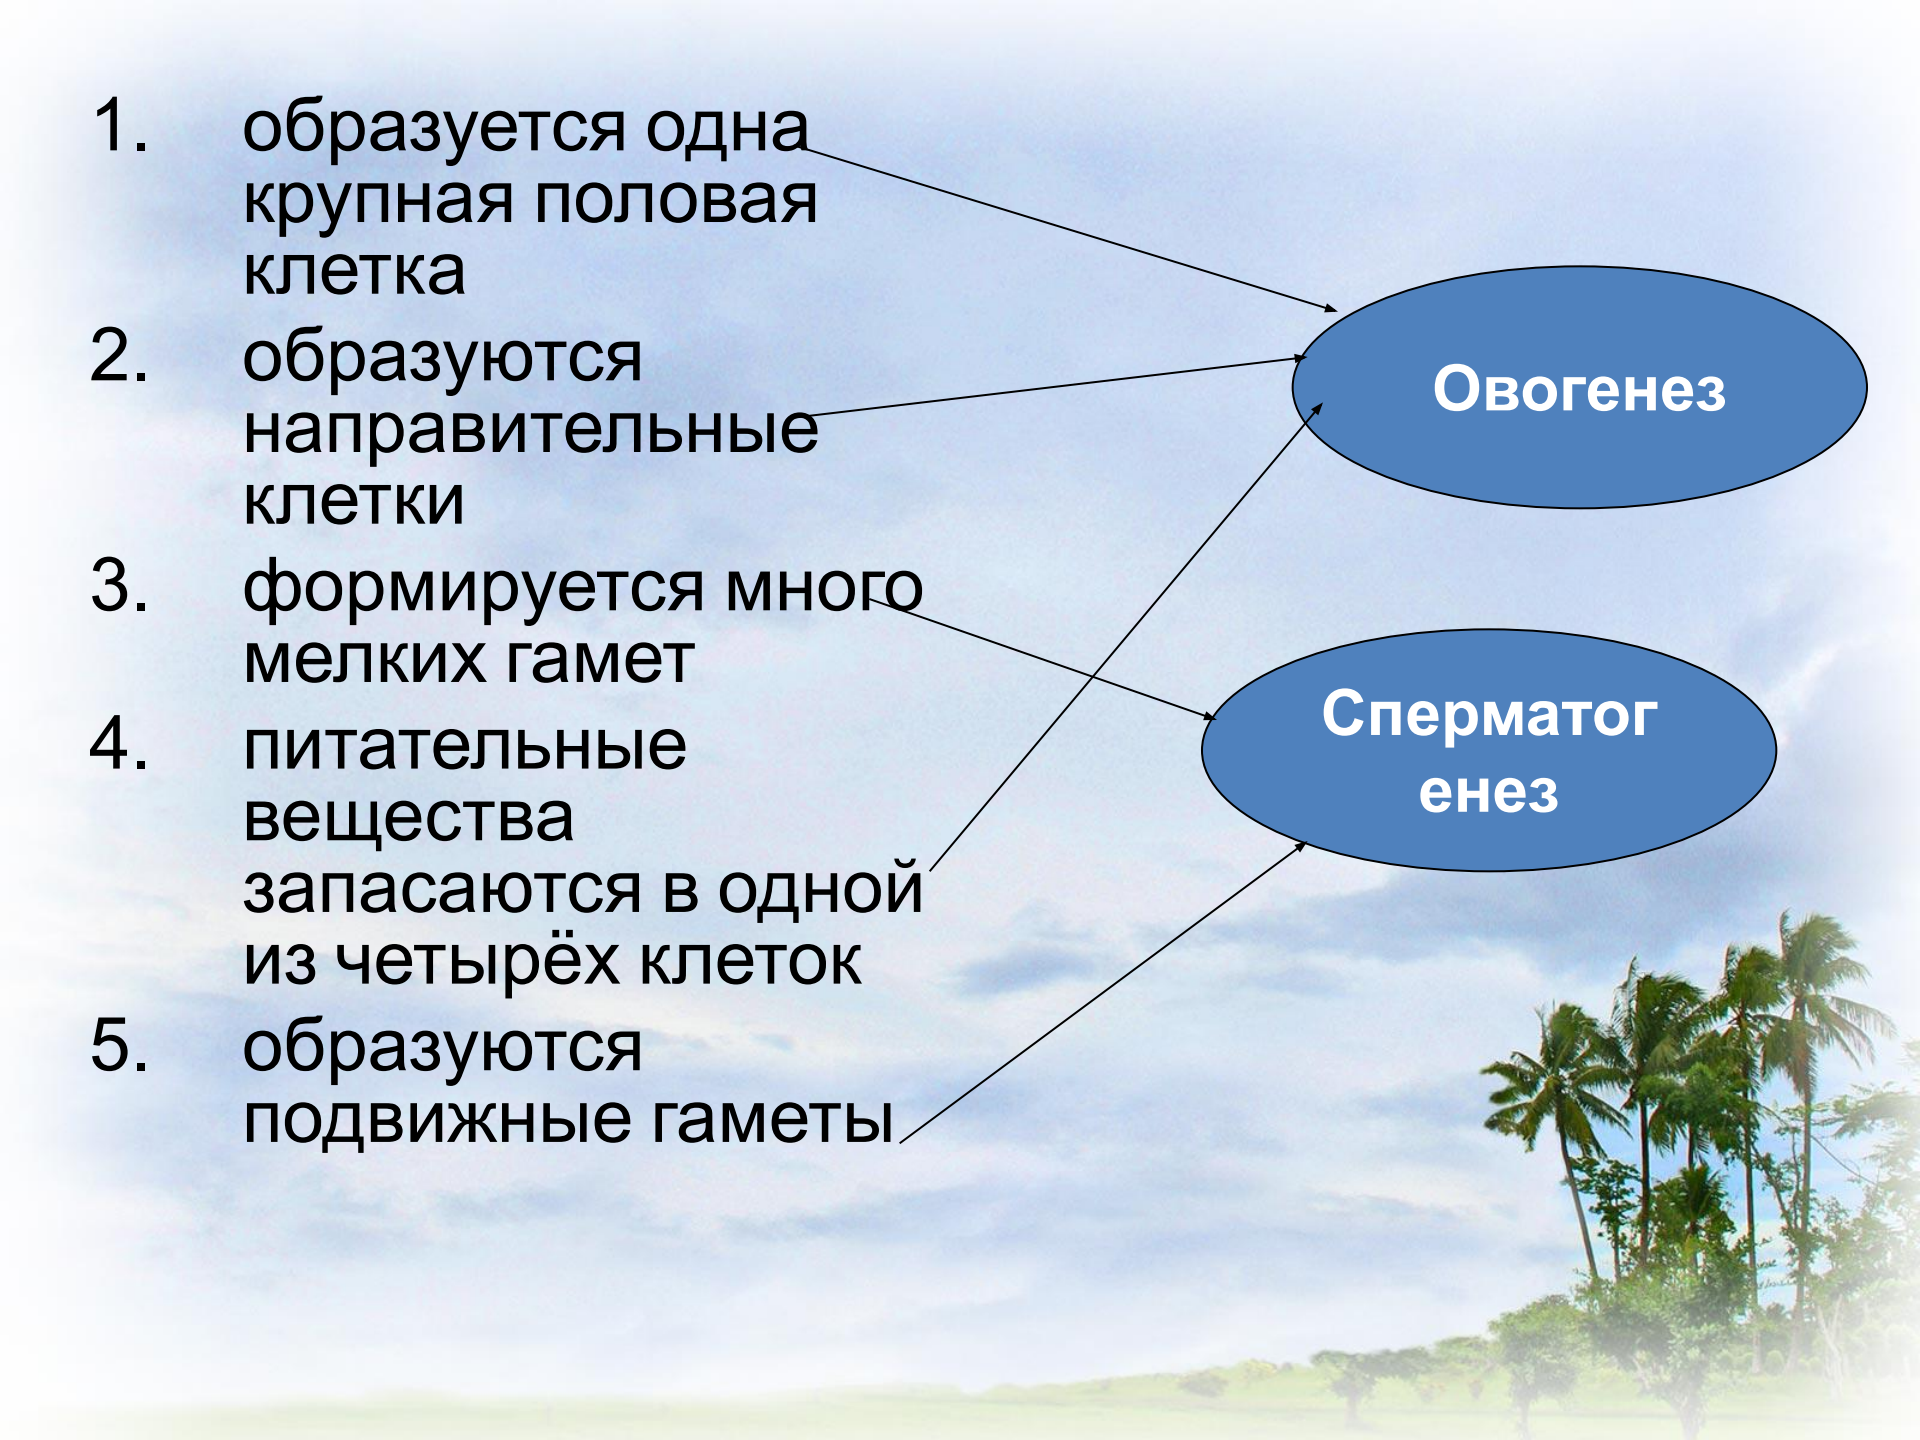 1. образуется одна
крупная половая
клетка
2. образуются
направительные
клетки
3. формируется много
мелких гамет
4. питательные
вещества
запасаются в одной
из четырёх клеток
5. образуются
подвижные гаметы
Овогенез
Сперматог
енез